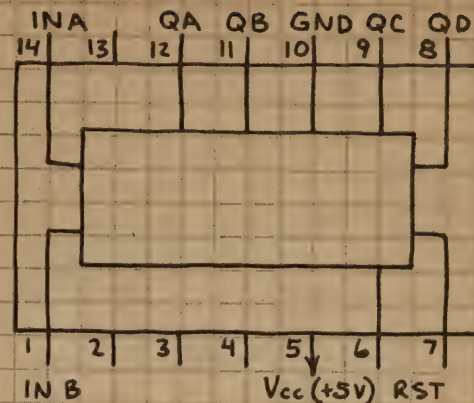 INA QA QB GND QC QD
14 13 12 11 10 9 8
1 2 3 4 5 6 7
IN B Vcc (+5V) RST